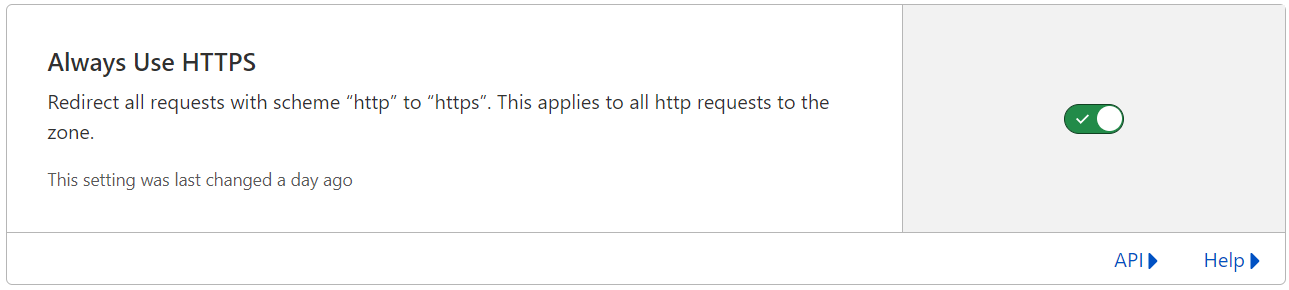 Always Use HTTPS
Redirect all requests with scheme “http” to “https”. This applies to all http requests to the
zone.
This setting was last changed a day ago
API
Help